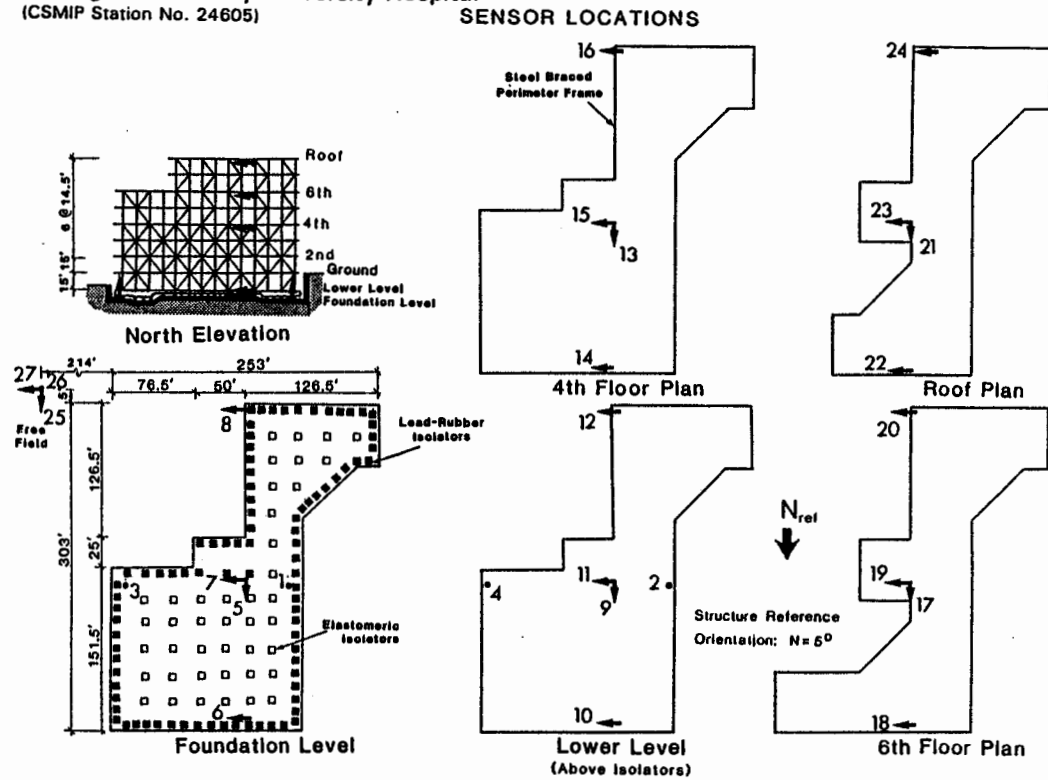 (CSMIP Station No. 24605)
Hospital
SENSOR LOCATIONS
16
Steel Braced
Perimeter Frame
15
13
14
4th Floor Plan
24
23
21
22
Roof Plan
Roof
6th
4th
2nd
Ground
Lower Level
Foundation Level
6 @ 14.5'
15'
15'
North Elevation
214'
253'
76.5'
50'
126.5'
27
26
25
Free
Field
303'
126.5'
25'
151.5'
8
Lead-Rubber
Isolators
7
5
1
3
Elastomeric
Isolators
6
Foundation Level
12
4
11
9
2
10
Lower Level
(Above Isolators)
Nref
Structure Reference
Orientation: N= 5°
20
19
17
18
6th Floor Plan